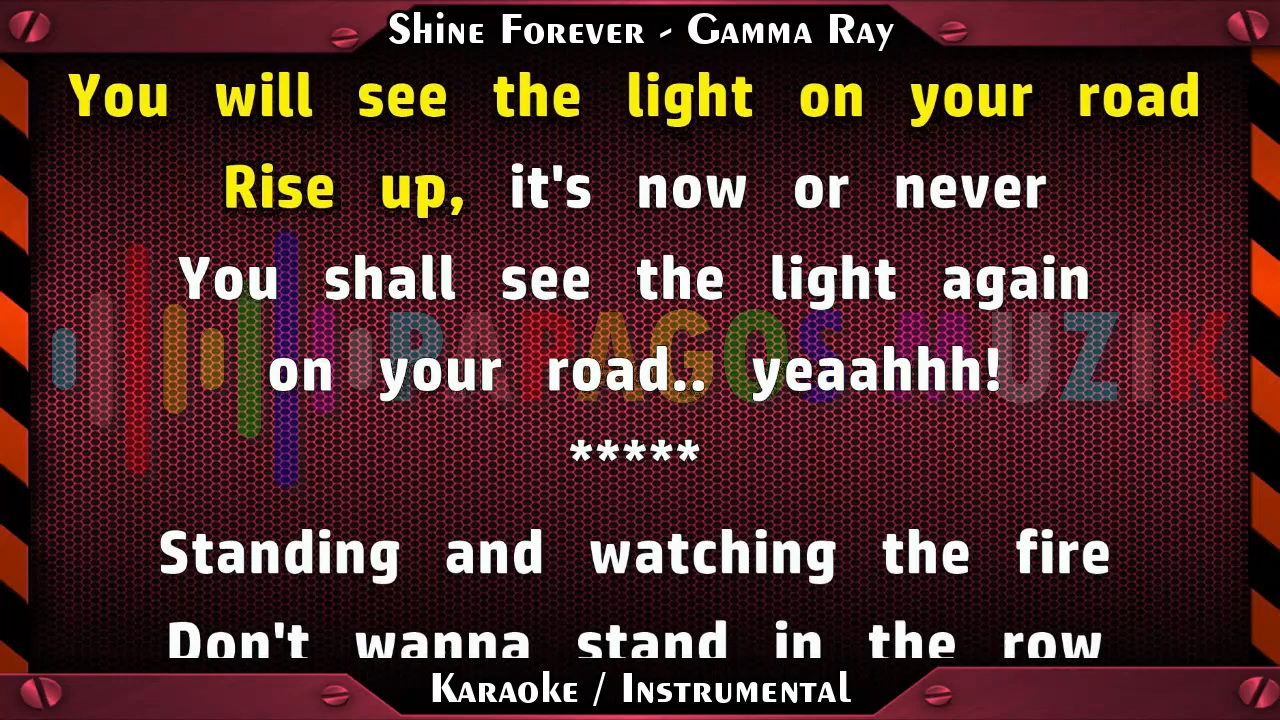 Shine Forever - Gamma Ray
You will see the light on your road
Rise up, it's now or never
You shall see the light again
on your road.. yeaahhh!
PAPAGOS MUZIK
*****
Standing and watching the fire
Don't wanna stand in the row
Karaoke / Instrumental